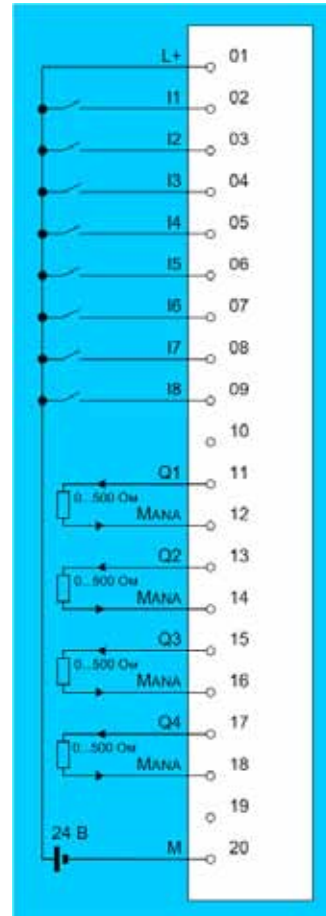 L+ 01
I1 02
I2 03
I3 04
I4 05
I5 06
I6 07
I7 08
I8 09
10
Q1 11
0...500 Ом
MANA 12
Q2 13
0...500 Ом
MANA 14
Q3 15
0...500 Ом
MANA 16
Q4 17
0...500 Ом
MANA 18
19
24 В
M 20